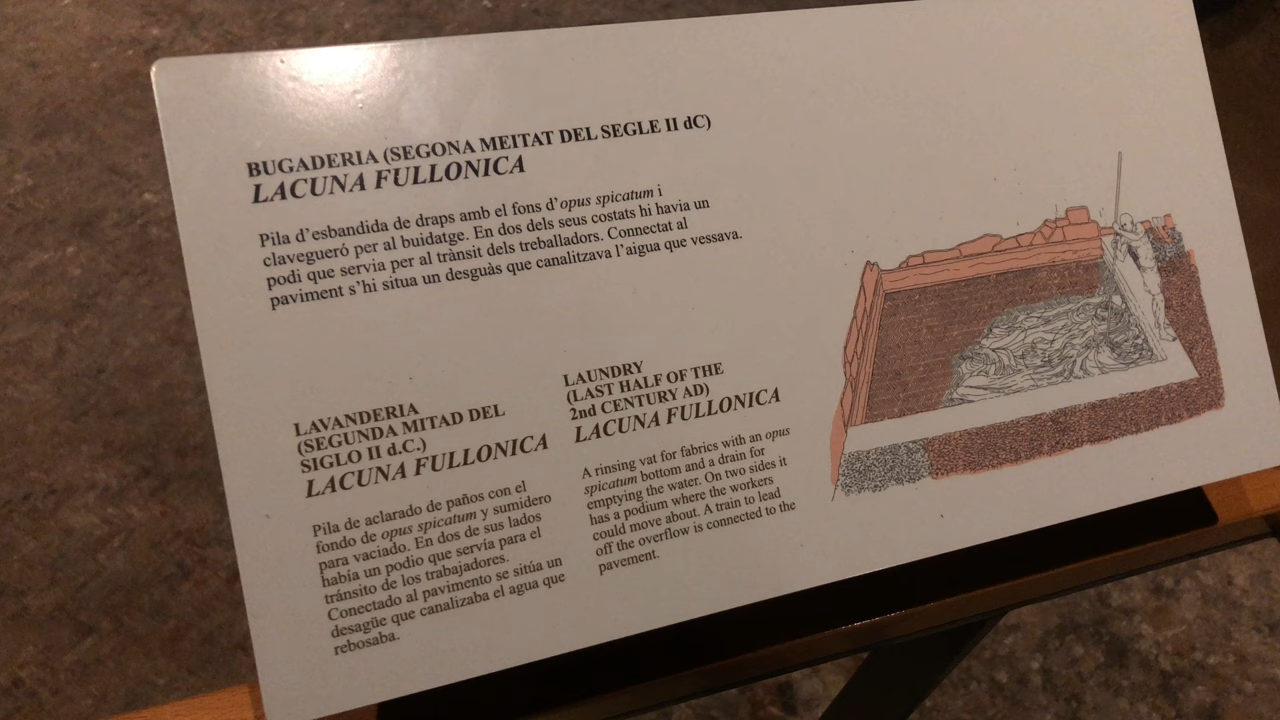 BUGADERIA (SEGONA MEITAT DEL SEGLE II dC)
LACUNA FULLONICA
Pila d'esbandida de draps amb el fons d'opus spicatum i
clavegueró per al buidatge. En dos dels seus costats hi havia un
podi que servia per al trànsit dels treballadors. Connectat al
paviment s'hi situa un desguàs que canalitzava l'aigua que vessava.
LAVANDERIA
(SEGUNDA MITAD DEL
SIGLO II d.C.)
LACUNA FULLONICA
Pila de aclarado de paños con el
fondo de opus spicatum y sumidero
para vaciado. En dos de sus lados
había un podio que servía para el
tránsito de los trabajadores.
Conectado al pavimento se sitúa un
desagüe que canalizaba el agua que
rebosaba.
LAUNDRY
(LAST HALF OF THE
2nd CENTURY AD)
LACUNA FULLONICA
A rinsing vat for fabrics with an opus
spicatum bottom and a drain for
emptying the water. On two sides it
has a podium where the workers
could move about. A train to lead
off the overflow is connected to the
pavement.